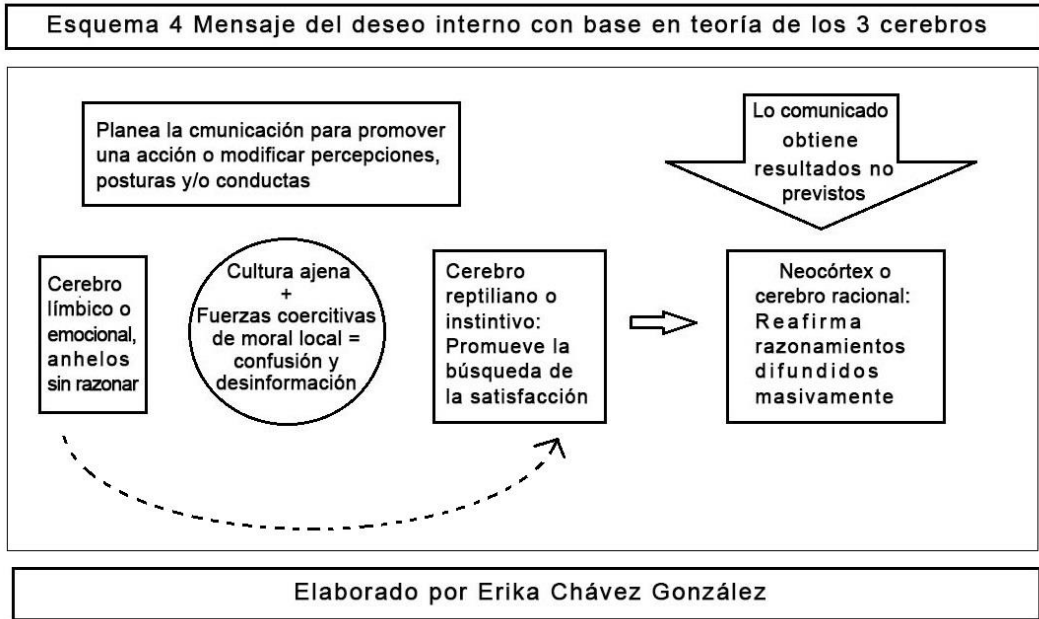 Esquema 4 Mensaje del deseo interno con base en teoría de los 3 cerebros
Planea la cmunicación para promover
una acción o modificar percepciones,
posturas y/o conductas
Lo comunicado
obtiene
resultados no
previstos
Cerebro
límbico o
emocional,
anhelos
sin razonar
Cultura ajena
+
Fuerzas coercitivas
de moral local =
confusión y
desinformación
Cerebro
reptiliano o
instintivo:
Promueve la
búsqueda de
la satisfacción
Neocórtex o
cerebro racional:
Reafirma
razonamientos
difundidos
masivamente
Elaborado por Erika Chávez González